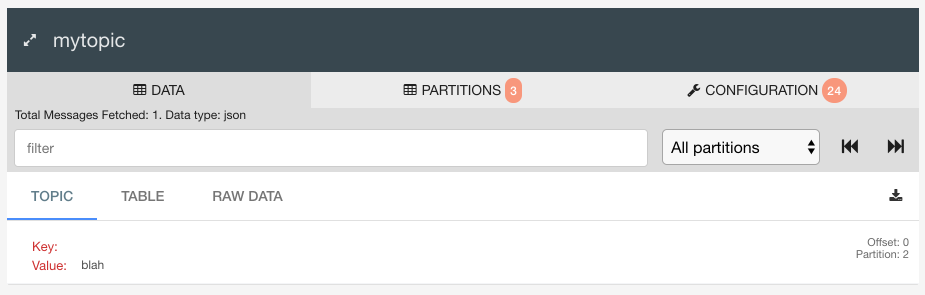 mytopic
DATA
PARTITIONS 3
CONFIGURATION 24
Total Messages Fetched: 1. Data type: json
filter
All partitions
TOPIC
TABLE
RAW DATA
Key:
Value: blah
Offset: 0
Partition: 2